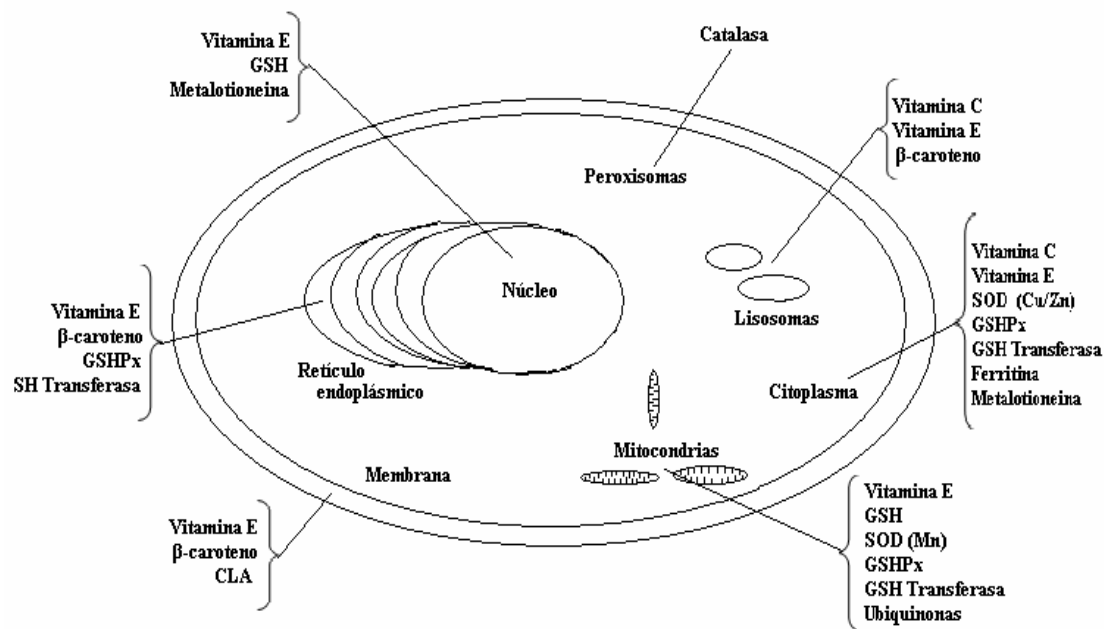 Vitamina E
GSH
Metalotioneina
Catalasa
Vitamina C
Vitamina E
β-caroteno
Peroxisomas
Núcleo
Lisosomas
Vitamina C
Vitamina E
SOD (Cu/Zn)
GSHPx
GSH Transferasa
Ferritina
Metalotioneina
Vitamina E
β-caroteno
GSHPx
SH Transferasa
Retículo
endoplásmico
Citoplasma
Mitocondrias
Membrana
Vitamina E
β-caroteno
CLA
Vitamina E
GSH
SOD (Mn)
GSHPx
GSH Transferasa
Ubiquinonas